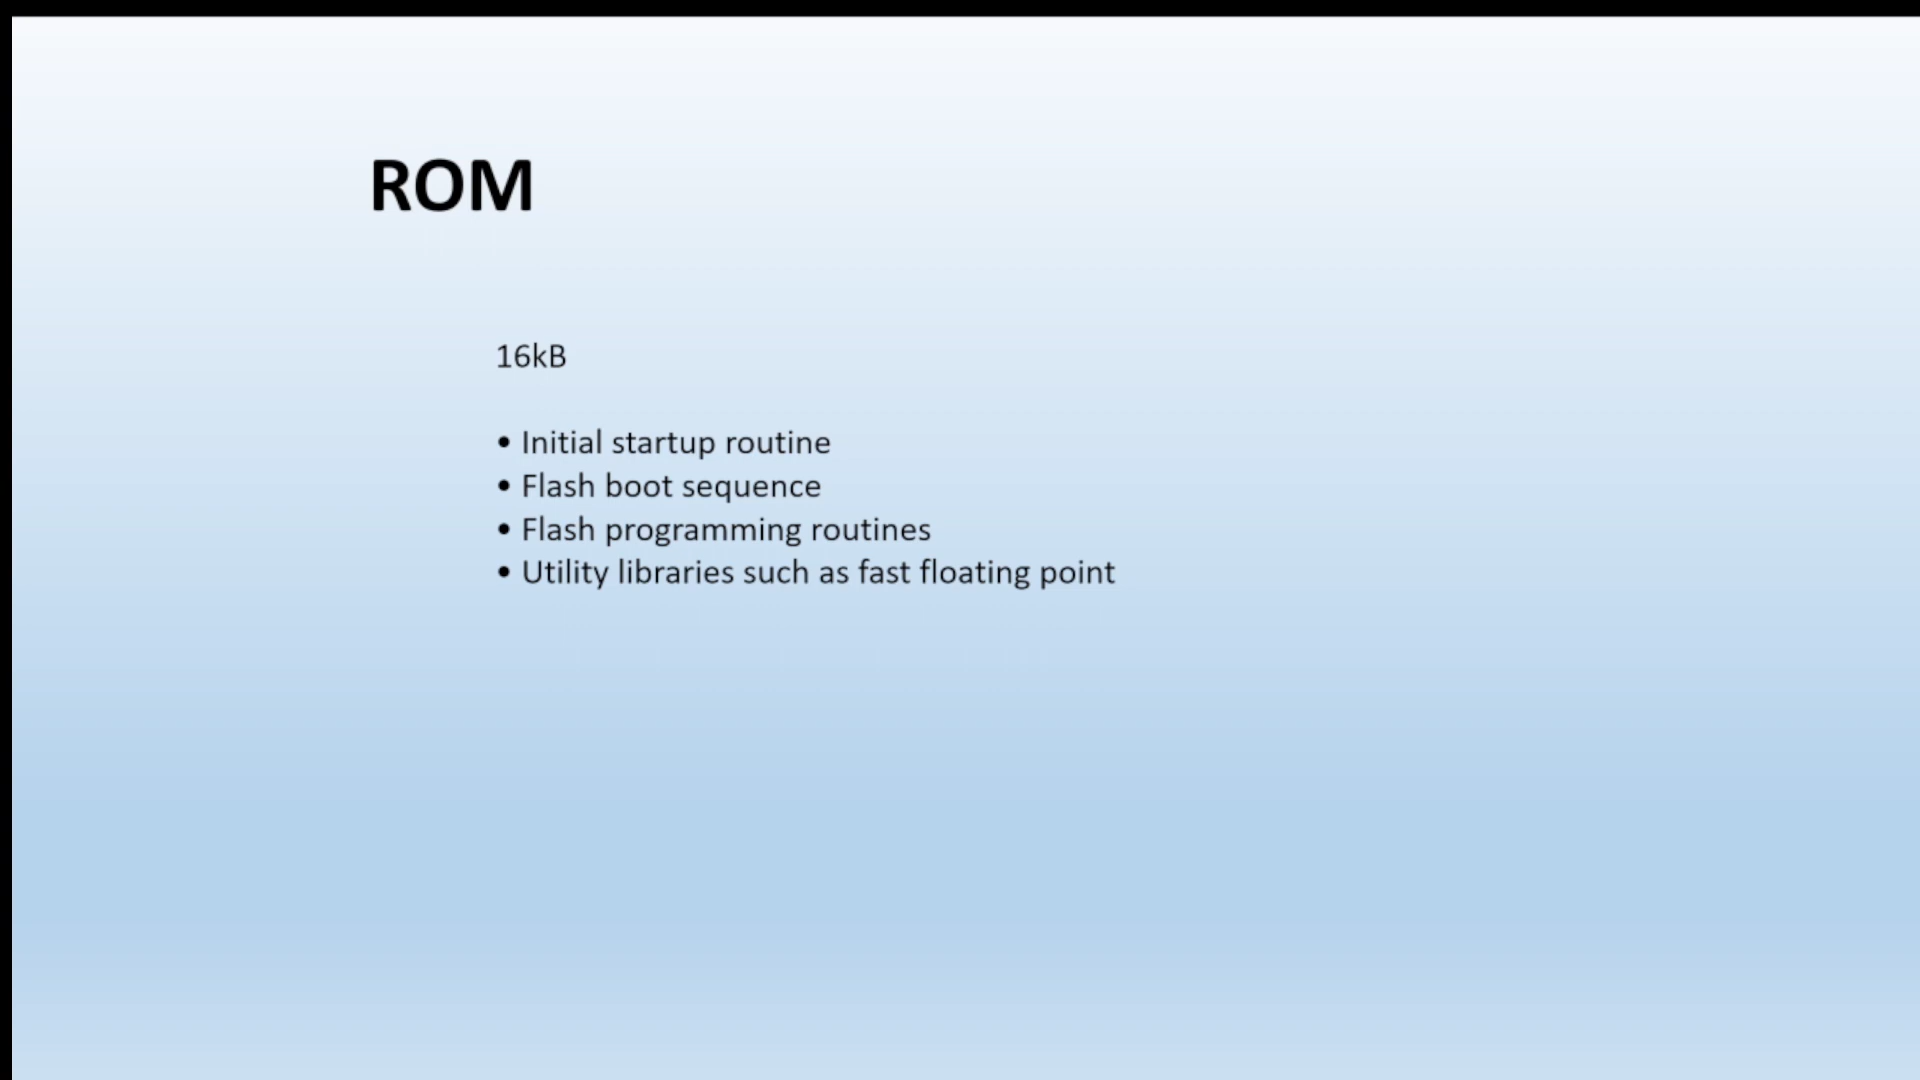 ROM
16kB
• Initial startup routine
• Flash boot sequence
• Flash programming routines
• Utility libraries such as fast floating point